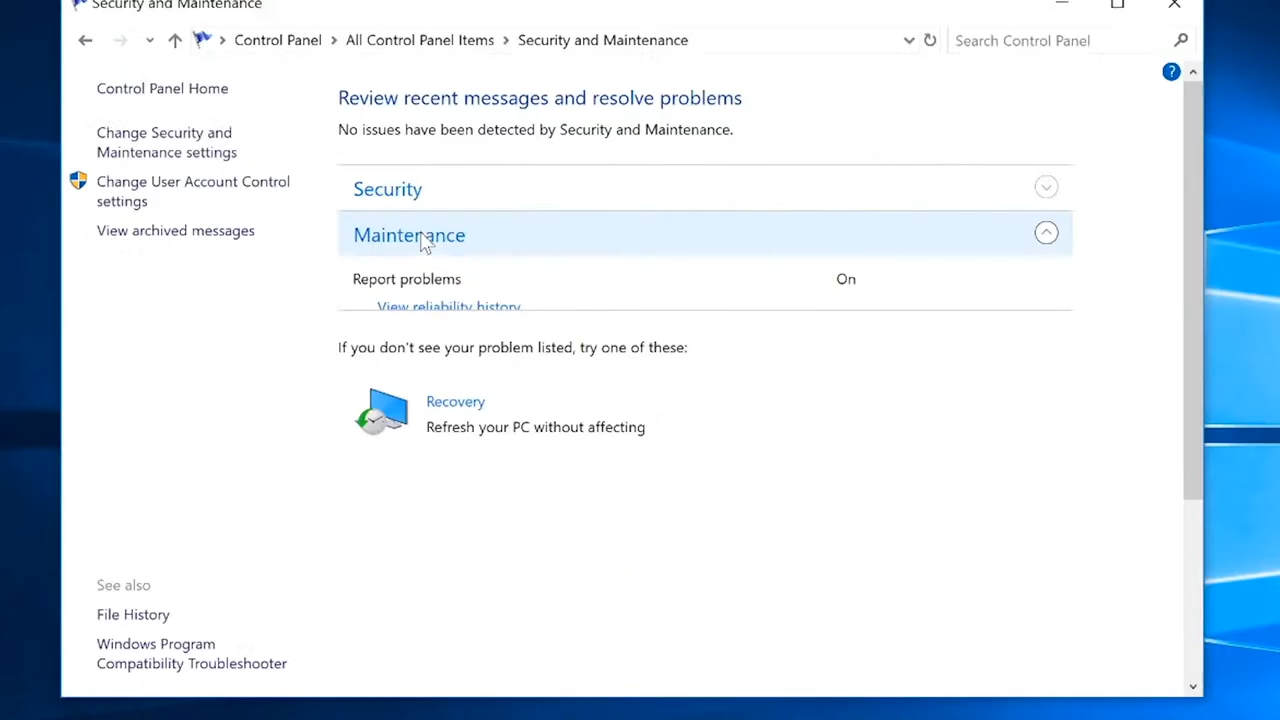 Security and Maintenance
Control Panel > All Control Panel Items > Security and Maintenance
Search Control Panel
?
Control Panel Home
Change Security and
Maintenance settings
Change User Account Control
settings
View archived messages
Review recent messages and resolve problems
No issues have been detected by Security and Maintenance.
Security
Maintenance
Report problems On
View reliability history
If you don't see your problem listed, try one of these:
Recovery
Refresh your PC without affecting
See also
File History
Windows Program
Compatibility Troubleshooter